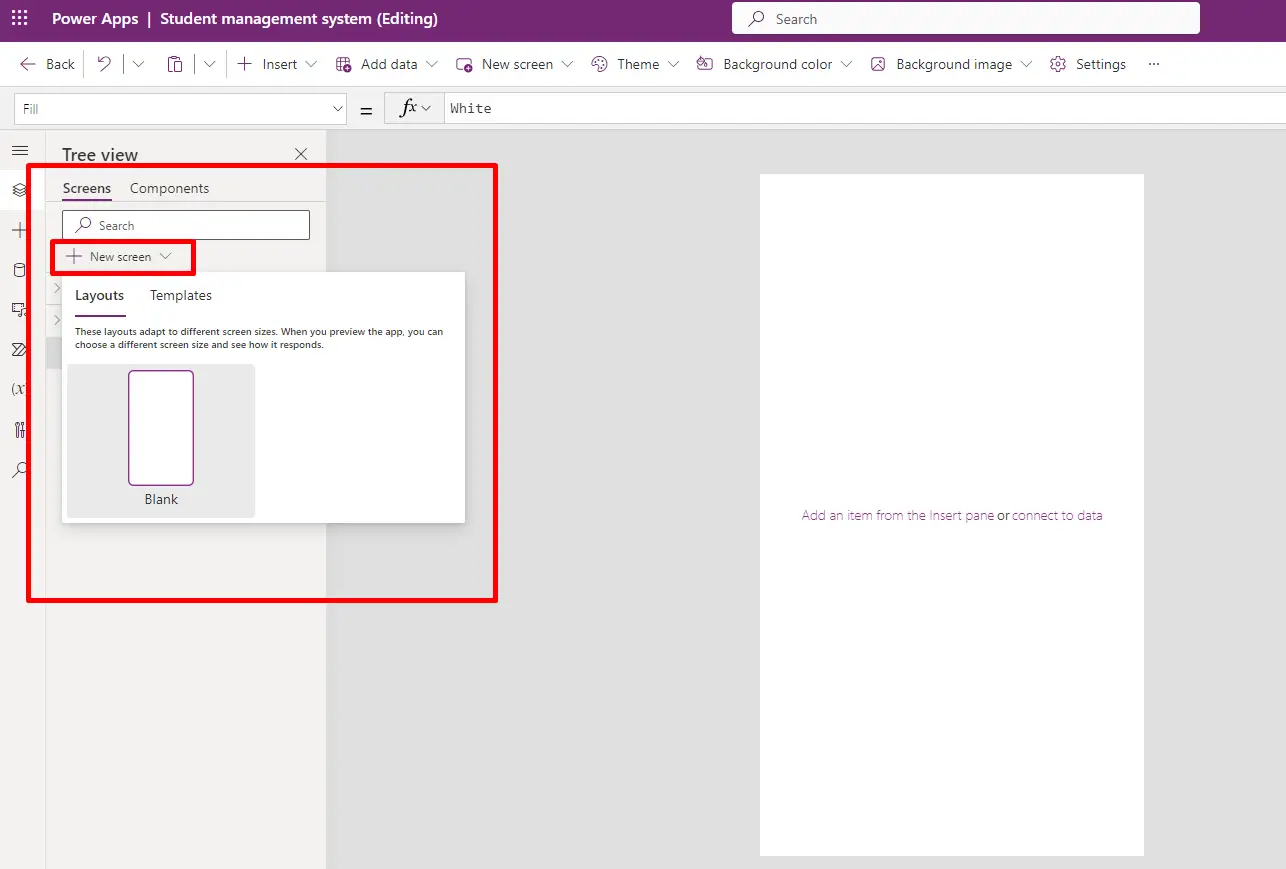 Power Apps | Student management system (Editing)
Search
Back
Insert
Add data
New screen
Theme
Background color
Background image
Settings
...
Fill
=
fx
White
Tree view
Screens
Components
Search
New screen
Layouts
Templates
These layouts adapt to different screen sizes. When you preview the app, you can
choose a different screen size and see how it responds.
Blank
Add an item from the Insert pane or connect to data